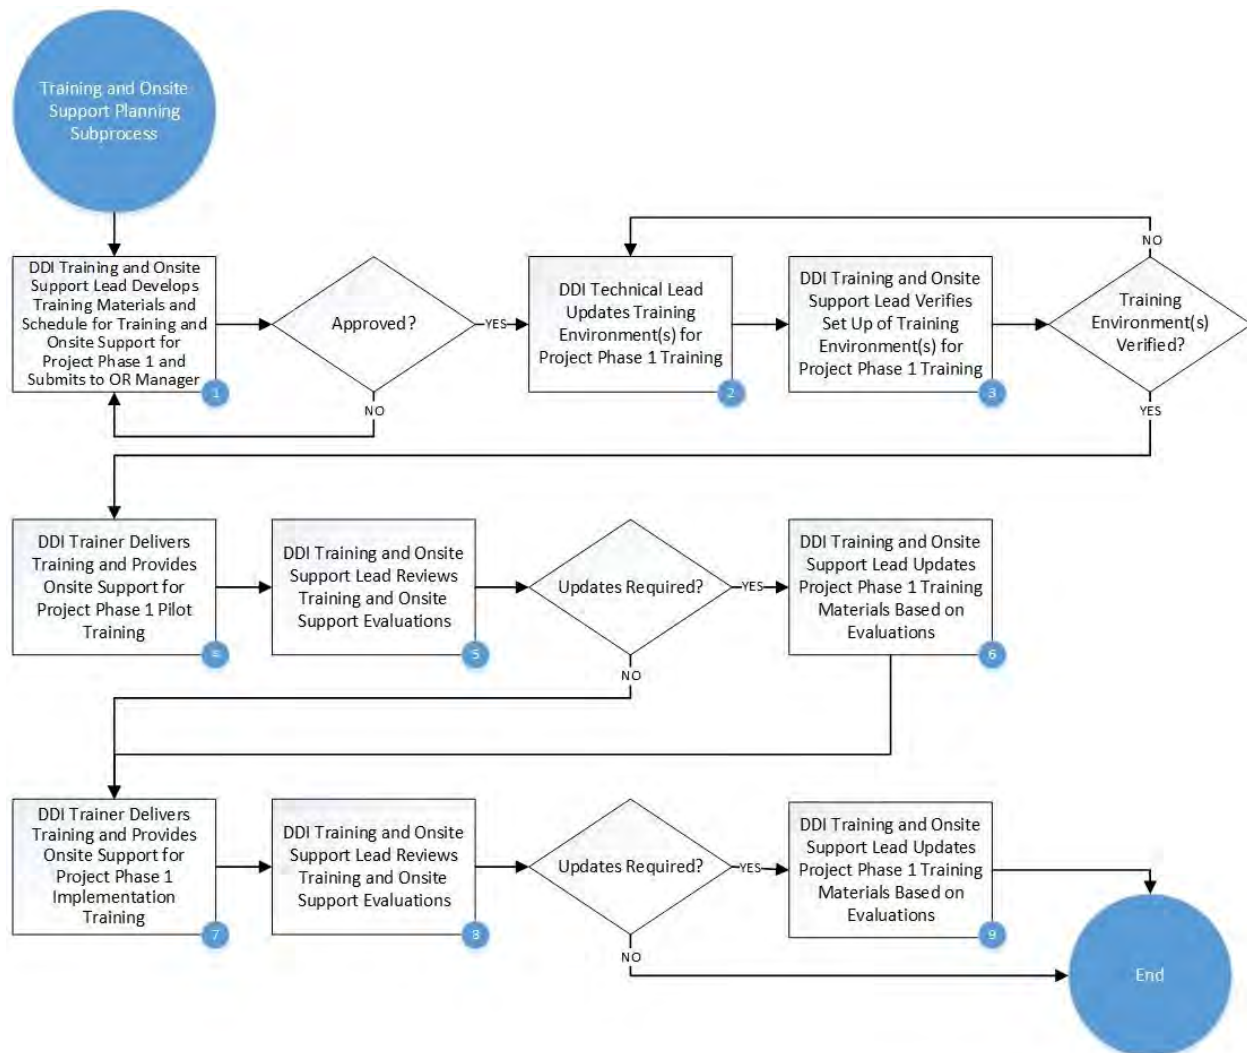 Training and Onsite
Support Planning
Subprocess
DDI Training and Onsite
Support Lead Develops
Training Materials and
Schedule for Training and
Onsite Support for
Project Phase 1 and
Submits to OR Manager
1
Approved?
YES
NO
DDI Technical Lead
Updates Training
Environment(s) for
Project Phase 1 Training
2
DDI Training and Onsite
Support Lead Verifies
Set Up of Training
Environment(s) for
Project Phase 1 Training
3
NO
Training
Environment(s)
Verified?
YES
DDI Trainer Delivers
Training and Provides
Onsite Support for
Project Phase 1 Pilot
Training
4
DDI Training and Onsite
Support Lead Reviews
Training and Onsite
Support Evaluations
5
Updates Required?
YES
NO
DDI Training and Onsite
Support Lead Updates
Project Phase 1 Training
Materials Based on
Evaluations
6
DDI Trainer Delivers
Training and Provides
Onsite Support for
Project Phase 1
Implementation
Training
7
DDI Training and Onsite
Support Lead Reviews
Training and Onsite
Support Evaluations
8
Updates Required?
YES
NO
DDI Training and Onsite
Support Lead Updates
Project Phase 1 Training
Materials Based on
Evaluations
9
End